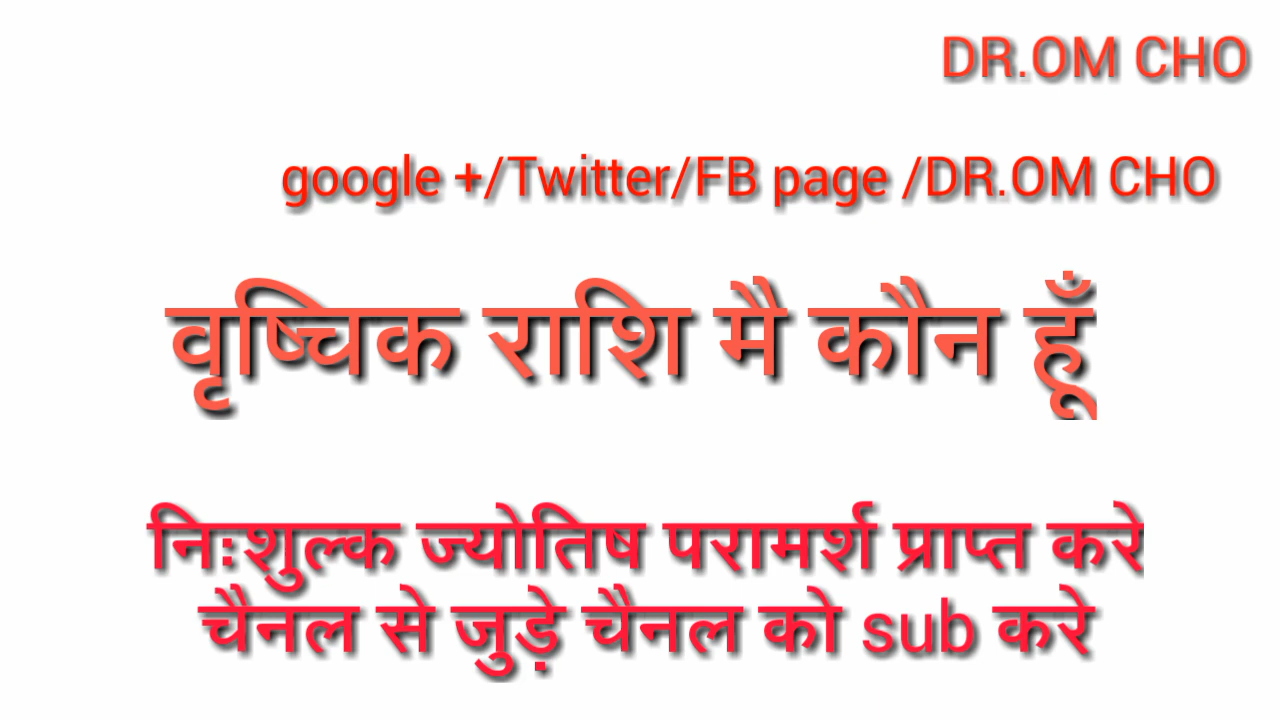 DR.OM CHO
google +/Twitter/FB page /DR.OM CHO
वृष्चिक राशि मै कौन हूँ
निःशुल्क ज्योतिष परामर्श प्राप्त करे
चैनल से जुड़े चैनल को sub करे